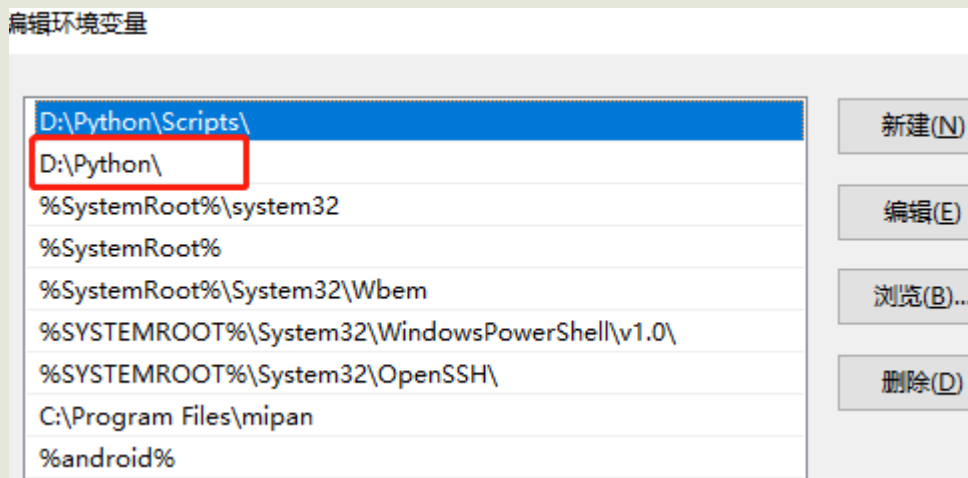 编辑环境变量
D:\Python\Scripts\
新建(N)
D:\Python\
%SystemRoot%\system32
编辑(E)
%SystemRoot%
%SystemRoot%\System32\Wbem
浏览(B)...
%SYSTEMROOT%\System32\WindowsPowerShell\v1.0\
%SYSTEMROOT%\System32\OpenSSH\
删除(D)
C:\Program Files\mipan
%android%